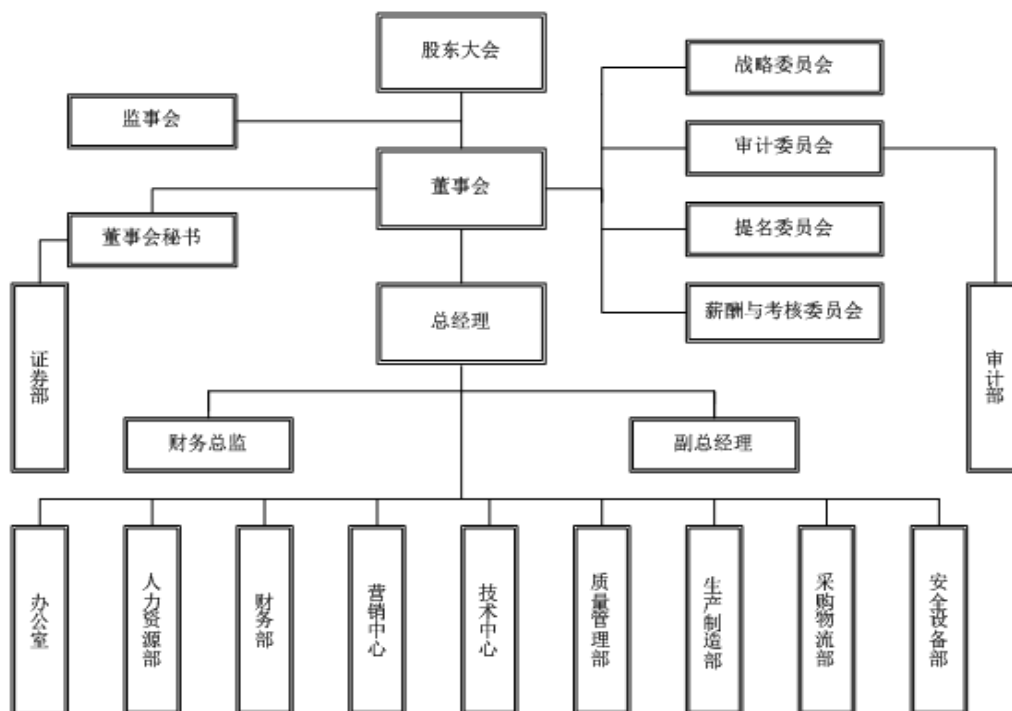 股东大会
战略委员会
监事会
审计委员会
董事会
董事会秘书
提名委员会
总经理
薪酬与考核委员会
证券部
审计部
财务总监
副总经理
办公室
人力资源部
财务部
营销中心
技术中心
质量管理部
生产制造部
采购物流部
安全设备部